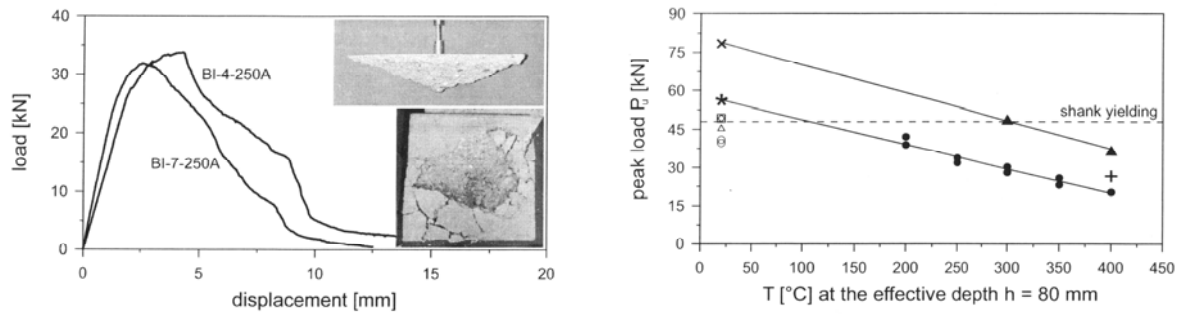 40
30
20
10
0
load [kN]
BI-4-250A
BI-7-250A
0 5 10 15 20
displacement [mm]
90
75
60
45
30
15
0
peak load Pu [kN]
shank yielding
0 50 100 150 200 250 300 350 400 450
T [°C] at the effective depth h = 80 mm